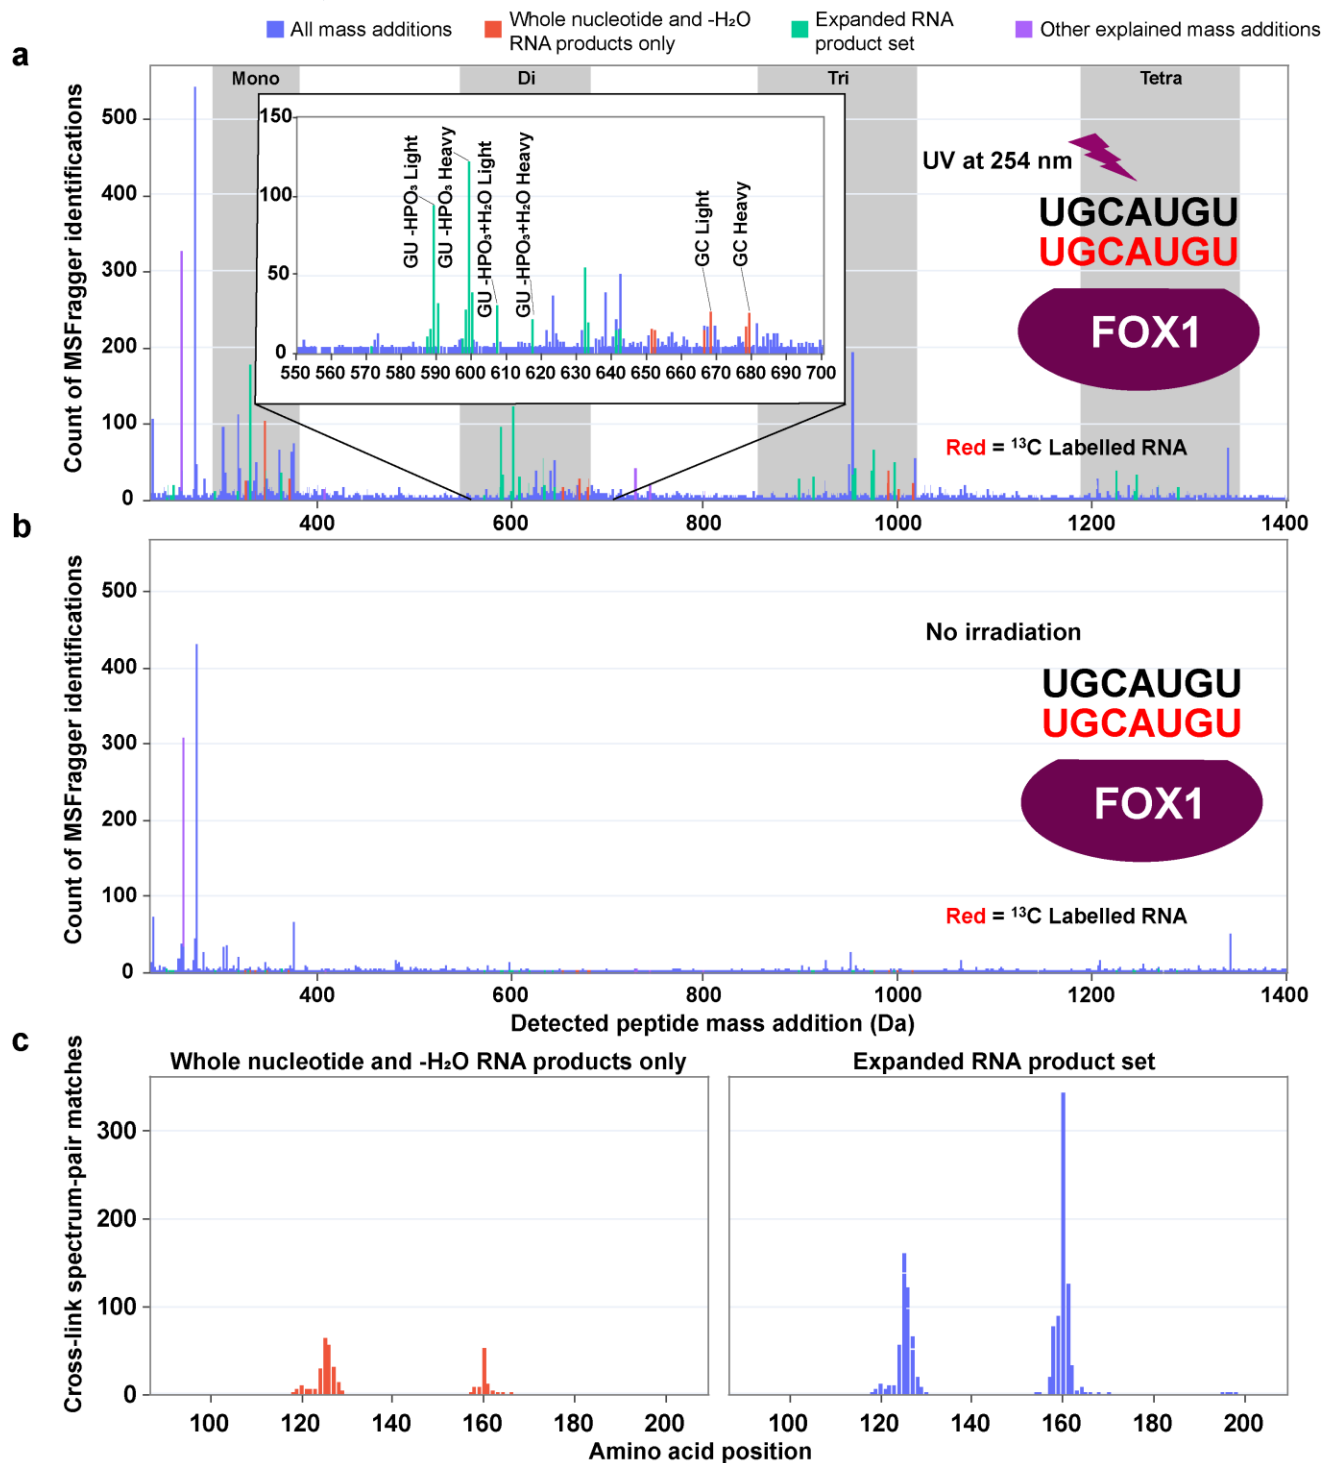 All mass additions
Whole nucleotide and -H₂O
RNA products only
Expanded RNA
product set
Other explained mass additions
a
Mono
Di
Tri
Tetra
Count of MSFragger identifications
500
400
300
200
100
0
150
100
50
0
GU -HPO₃ Light
GU -HPO₃ Heavy
GU -HPO₃+H₂O Light
GU -HPO₃+H₂O Heavy
GC Light
GC Heavy
550 560 570 580 590 600 610 620 630 640 650 660 670 680 690 700
UV at 254 nm
UGCAUGU
UGCAUGU
FOX1
Red = ¹³C Labelled RNA
400 600 800 1000 1200 1400
b
Count of MSFragger identifications
500
400
300
200
100
0
No irradiation
UGCAUGU
UGCAUGU
FOX1
Red = ¹³C Labelled RNA
400 600 800 1000 1200 1400
Detected peptide mass addition (Da)
c
Whole nucleotide and -H₂O RNA products only
Expanded RNA product set
Cross-link spectrum-pair matches
300
200
100
0
100 120 140 160 180 200
100 120 140 160 180 200
Amino acid position